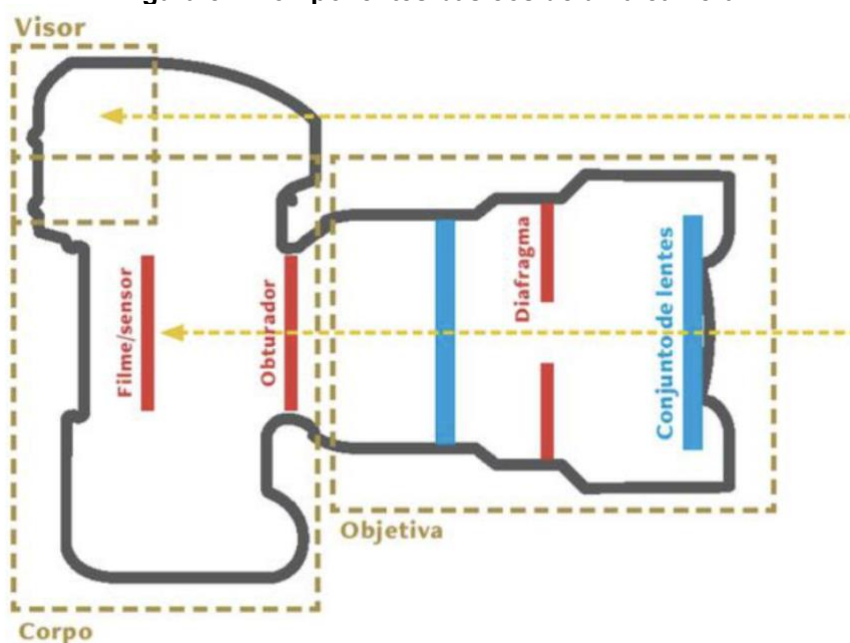 Visor
Filme/sensor
Obturador
Diafragma
Conjunto de lentes
Objetiva
Corpo